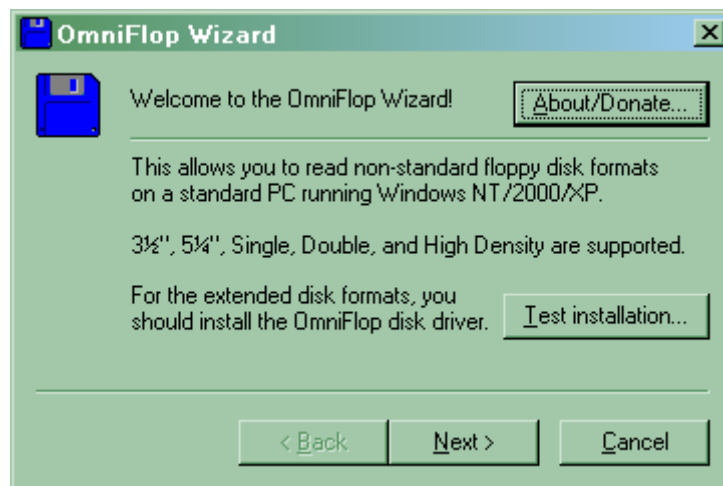 OmniFlop Wizard
Welcome to the OmniFlop Wizard!
About/Donate...
This allows you to read non-standard floppy disk formats
on a standard PC running Windows NT/2000/XP.
3½", 5¼", Single, Double, and High Density are supported.
For the extended disk formats, you
should install the OmniFlop disk driver.
Test installation...
< Back
Next >
Cancel